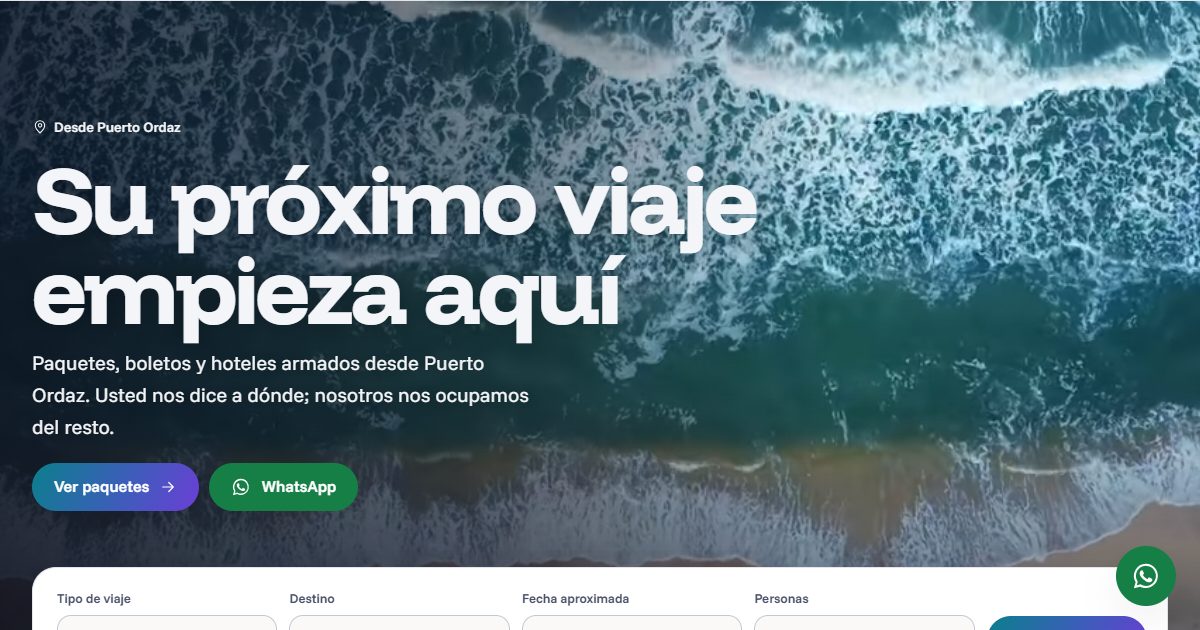 Desde Puerto Ordaz
Su próximo viaje
empieza aquí
Paquetes, boletos y hoteles armados desde Puerto
Ordaz. Usted nos dice a dónde; nosotros nos ocupamos
del resto.
Ver paquetes
WhatsApp
Tipo de viaje
Destino
Fecha aproximada
Personas